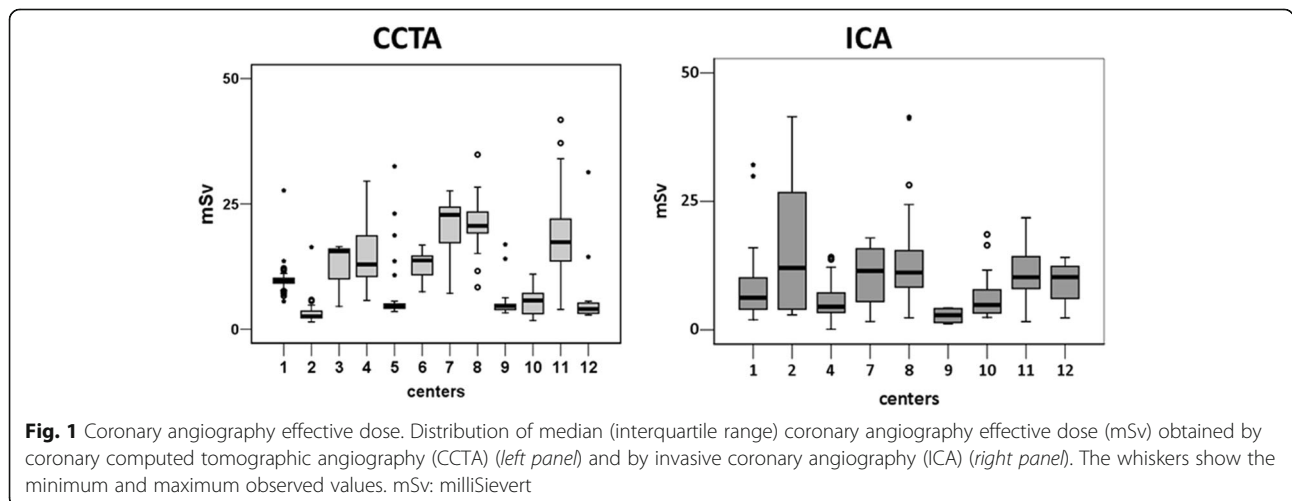 CCTA
50
25
0
mSv
1 2 3 4 5 6 7 8 9 10 11 12
centers
ICA
50
25
0
mSv
1 2 4 7 8 9 10 11 12
centers
Fig. 1 Coronary angiography effective dose. Distribution of median (interquartile range) coronary angiography effective dose (mSv) obtained by
coronary computed tomographic angiography (CCTA) (left panel) and by invasive coronary angiography (ICA) (right panel). The whiskers show the
minimum and maximum observed values. mSv: milliSievert